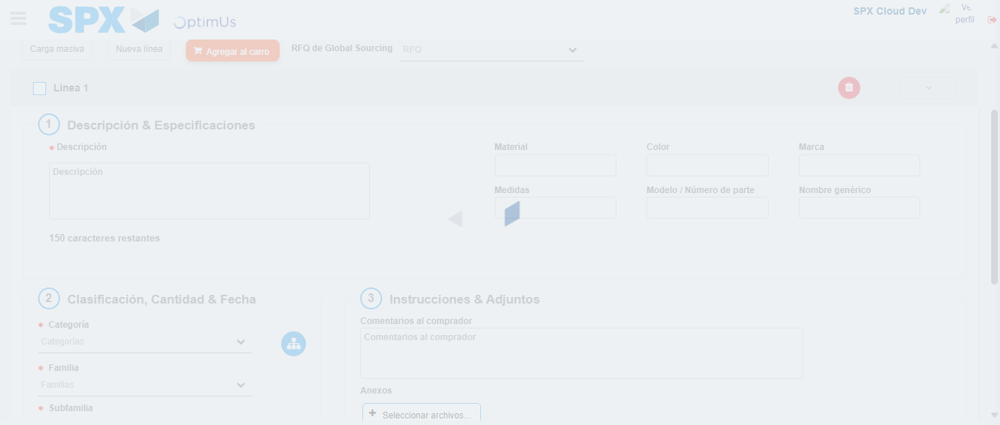 SPX OptimUs
SPX Cloud Dev
perfil
Carga masiva
Nueva línea
Agregar al carro
RFQ de Global Sourcing
RFQ
Línea 1
1 Descripción & Especificaciones
* Descripción
Material
Color
Marca
Descripción
Medidas
Modelo / Número de parte
Nombre genérico
150 caracteres restantes
2 Clasificación, Cantidad & Fecha
3 Instrucciones & Adjuntos
* Categoría
Categorías
* Familia
Familias
* Subfamilia
Comentarios al comprador
Comentarios al comprador
Anexos
+ Seleccionar archivos...